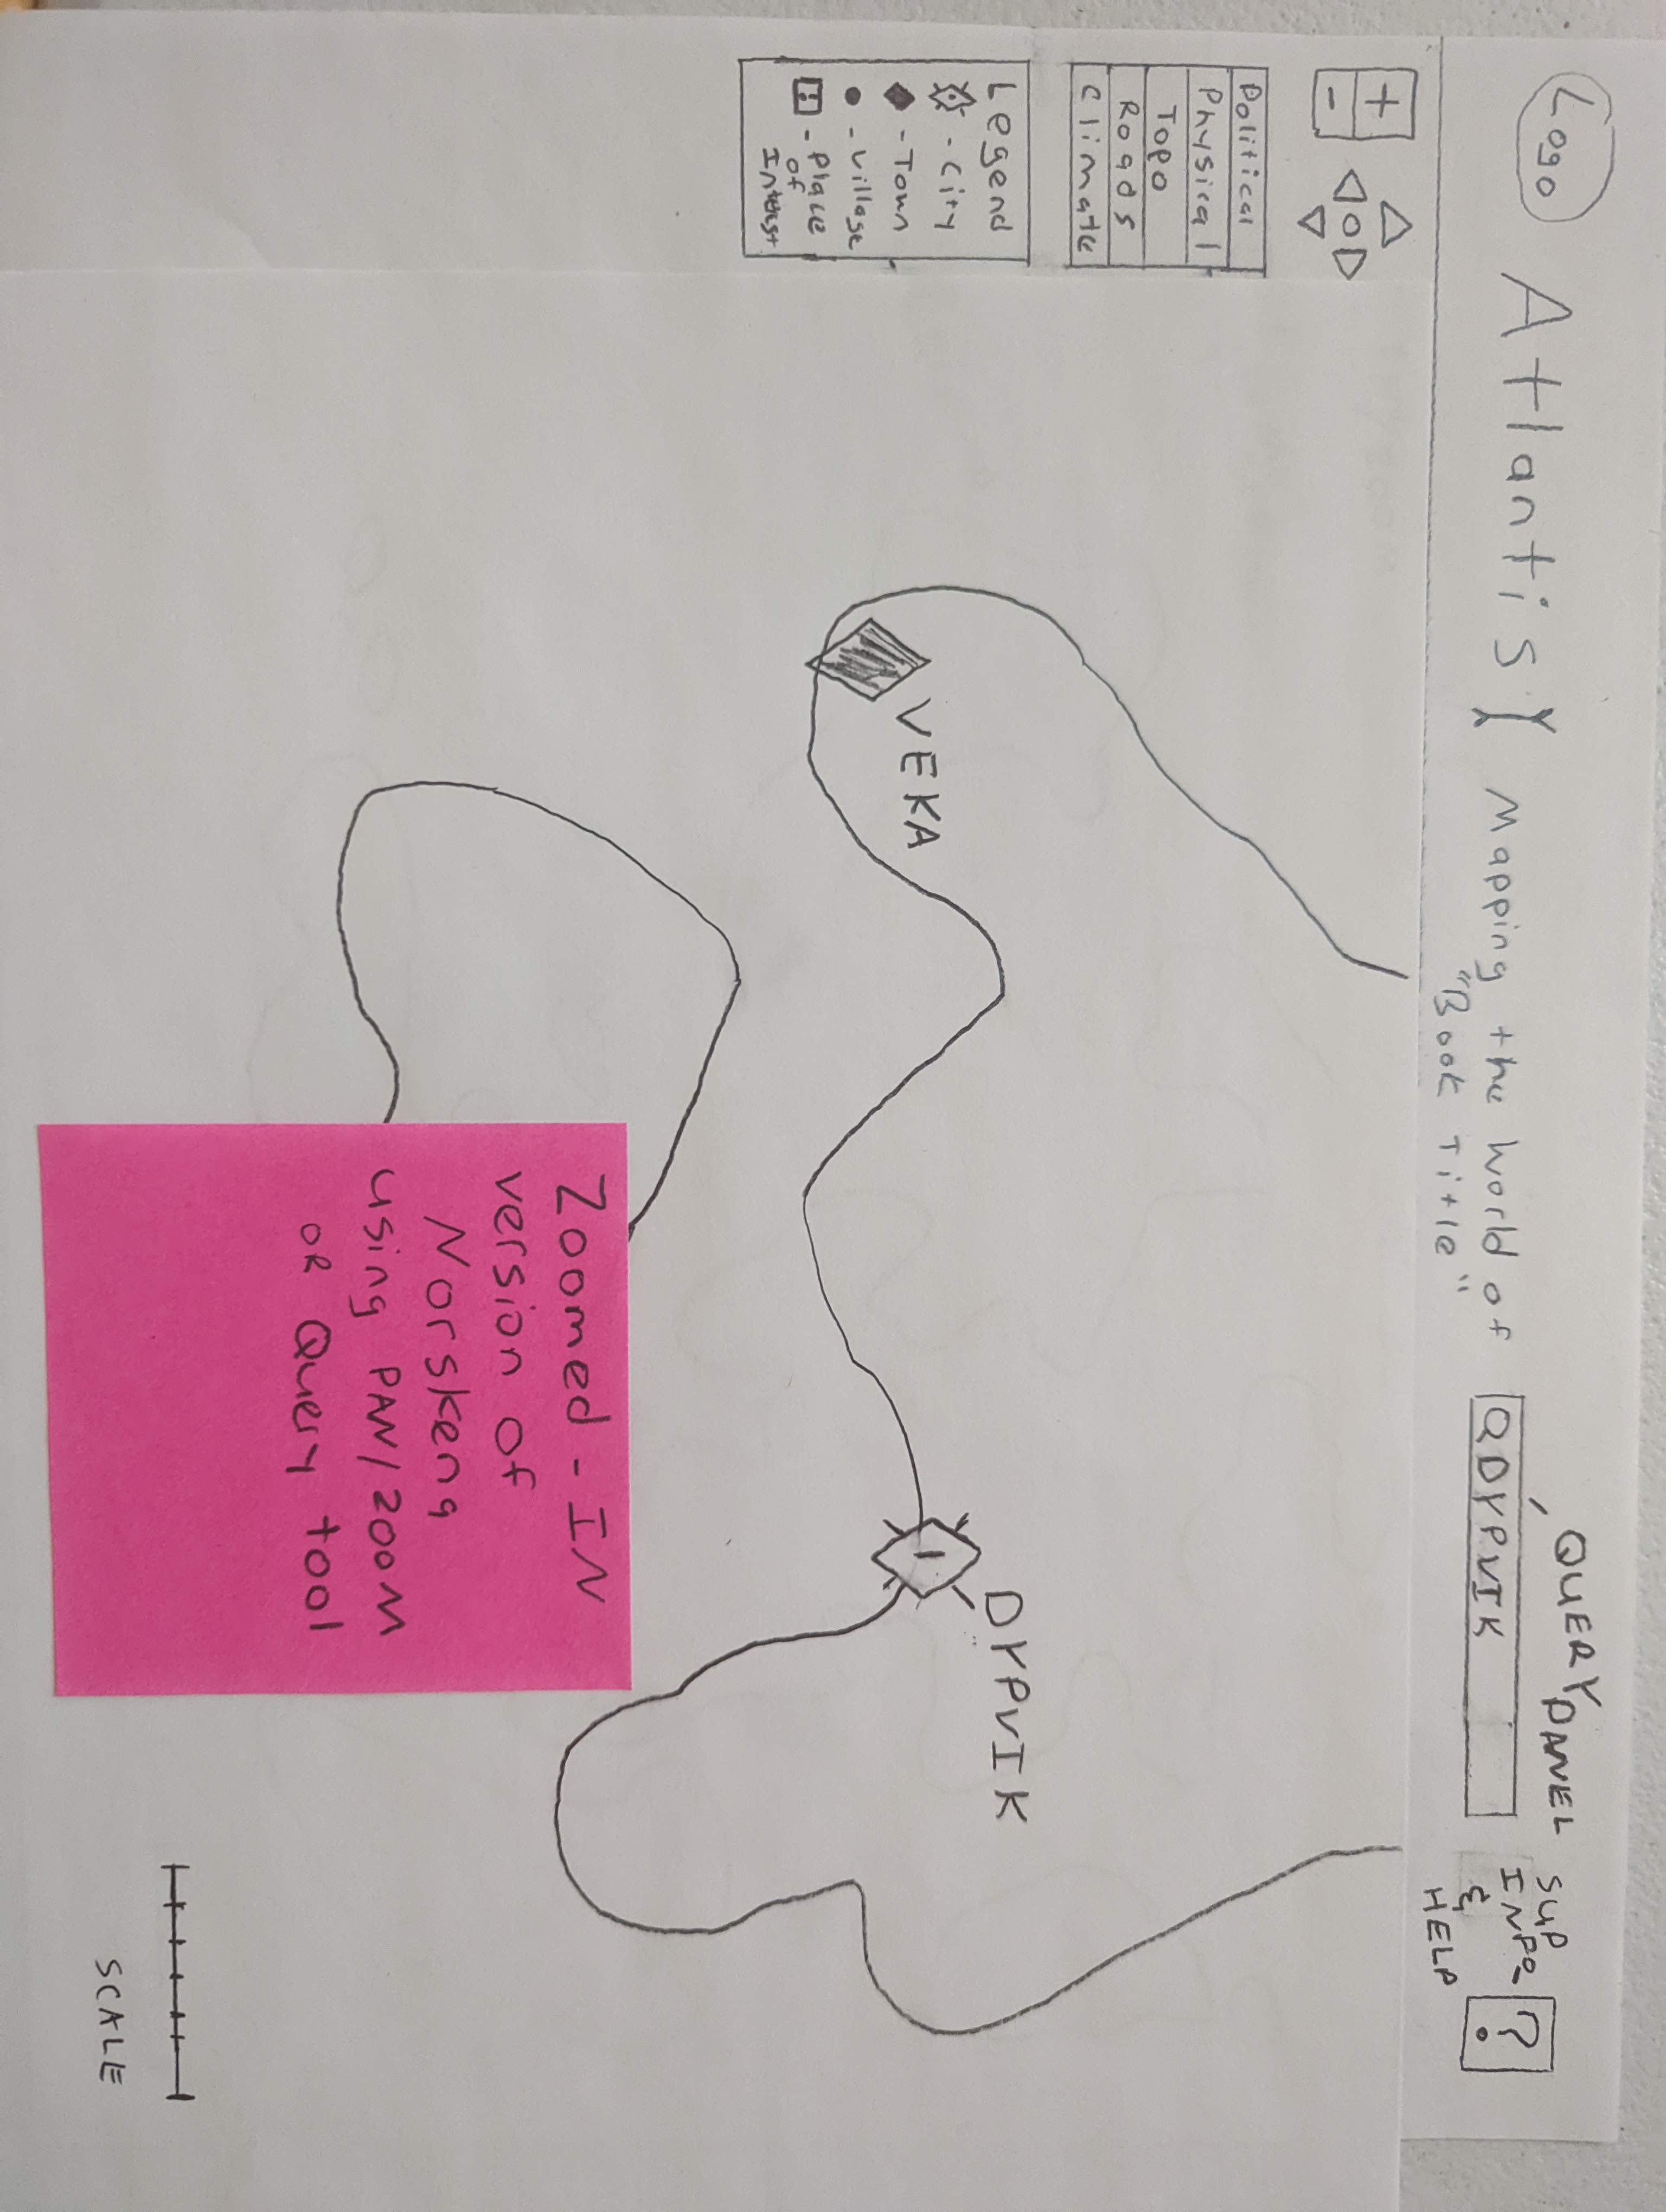 Logo
Atlantis
Mapping the World of
"Book Title"
QUERY PANEL
QDYPVIK
SUP
INFO
&
HELP
?
+
-
Political
Physical
Topo
Roads
Climate
Legend
- City
- Town
- Village
! - Place
of
Interest
VEKA
DYPVIK
Zoomed - IN
version of
Norskeng
using PAN/ZOOM
OR Query tool
SCALE